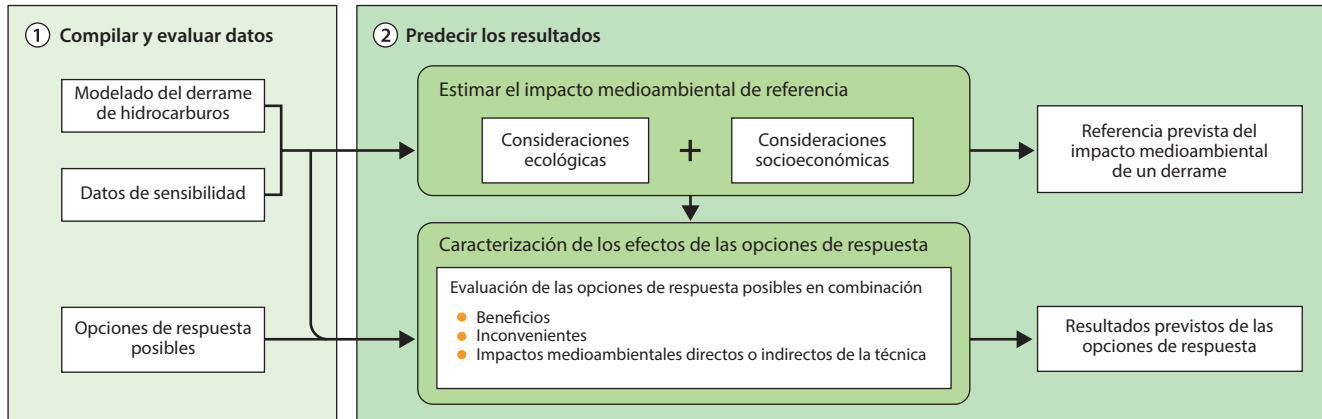 1 Compilar y evaluar datos
Modelado del derrame
de hidrocarburos
Datos de sensibilidad
Opciones de respuesta
posibles
2 Predecir los resultados
Estimar el impacto medioambiental de referencia
Consideraciones
ecológicas
+
Consideraciones
socioeconómicas
Referencia prevista del
impacto medioambiental
de un derrame
Caracterización de los efectos de las opciones de respuesta
Evaluación de las opciones de respuesta posibles en combinación
Beneficios
Inconvenientes
Impactos medioambientales directos o indirectos de la técnica
Resultados previstos de las
opciones de respuesta